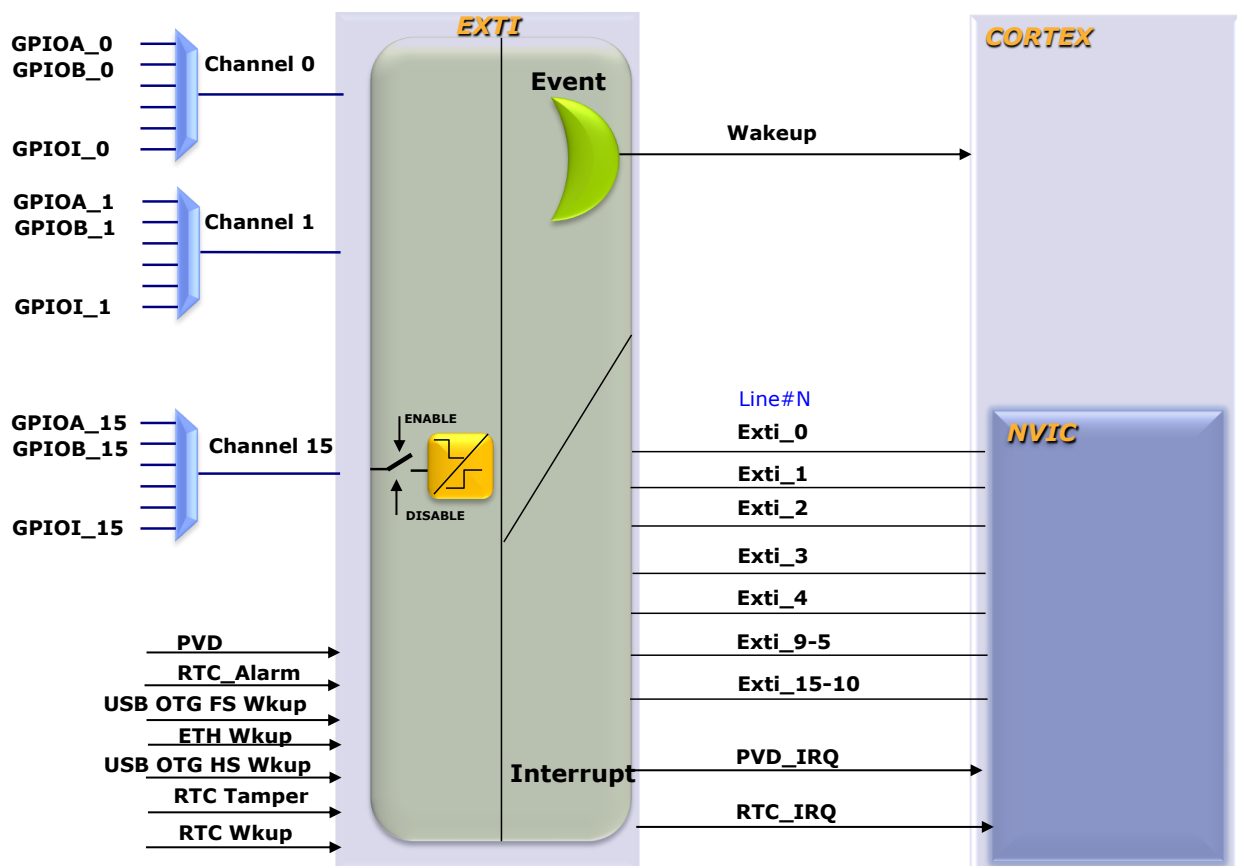 EXTI
CORTEX
GPIOA_0
GPIOB_0
Channel 0
GPIOI_0
Event
Wakeup
GPIOA_1
GPIOB_1
Channel 1
GPIOI_1
GPIOA_15
GPIOB_15
Channel 15
GPIOI_15
ENABLE
DISABLE
Line#N
Exti_0
NVIC
Exti_1
Exti_2
Exti_3
Exti_4
Exti_9-5
Exti_15-10
PVD
RTC_Alarm
USB OTG FS Wkup
ETH Wkup
USB OTG HS Wkup
RTC Tamper
RTC Wkup
Interrupt
PVD_IRQ
RTC_IRQ